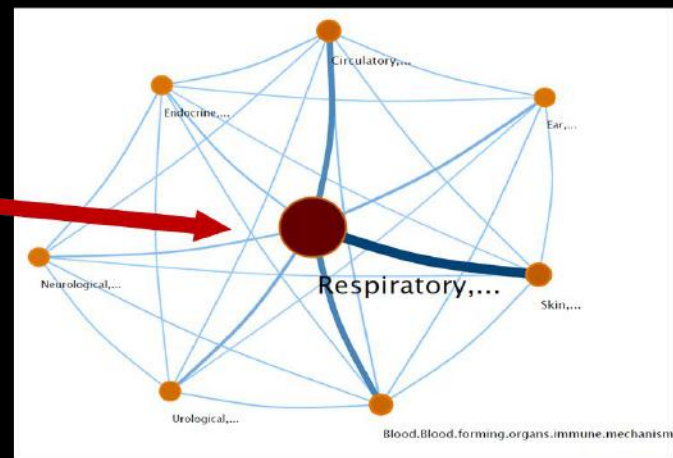 Circulatory,...
Endocrine,...
Ear,...
Neurological,...
Respiratory,...
Skin,...
Urological,...
Blood.Blood.forming.organs.immune.mechanism